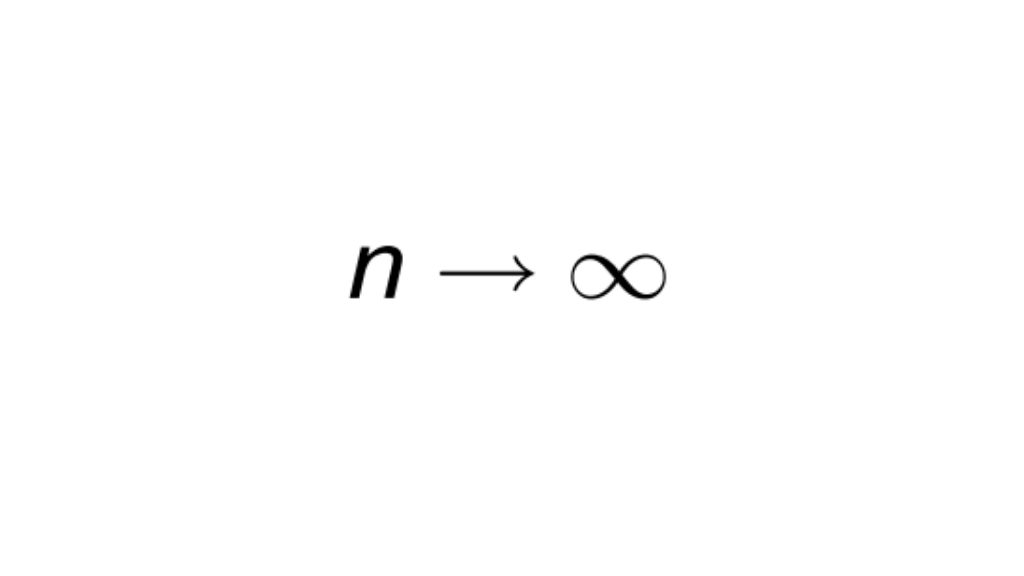 n → ∞